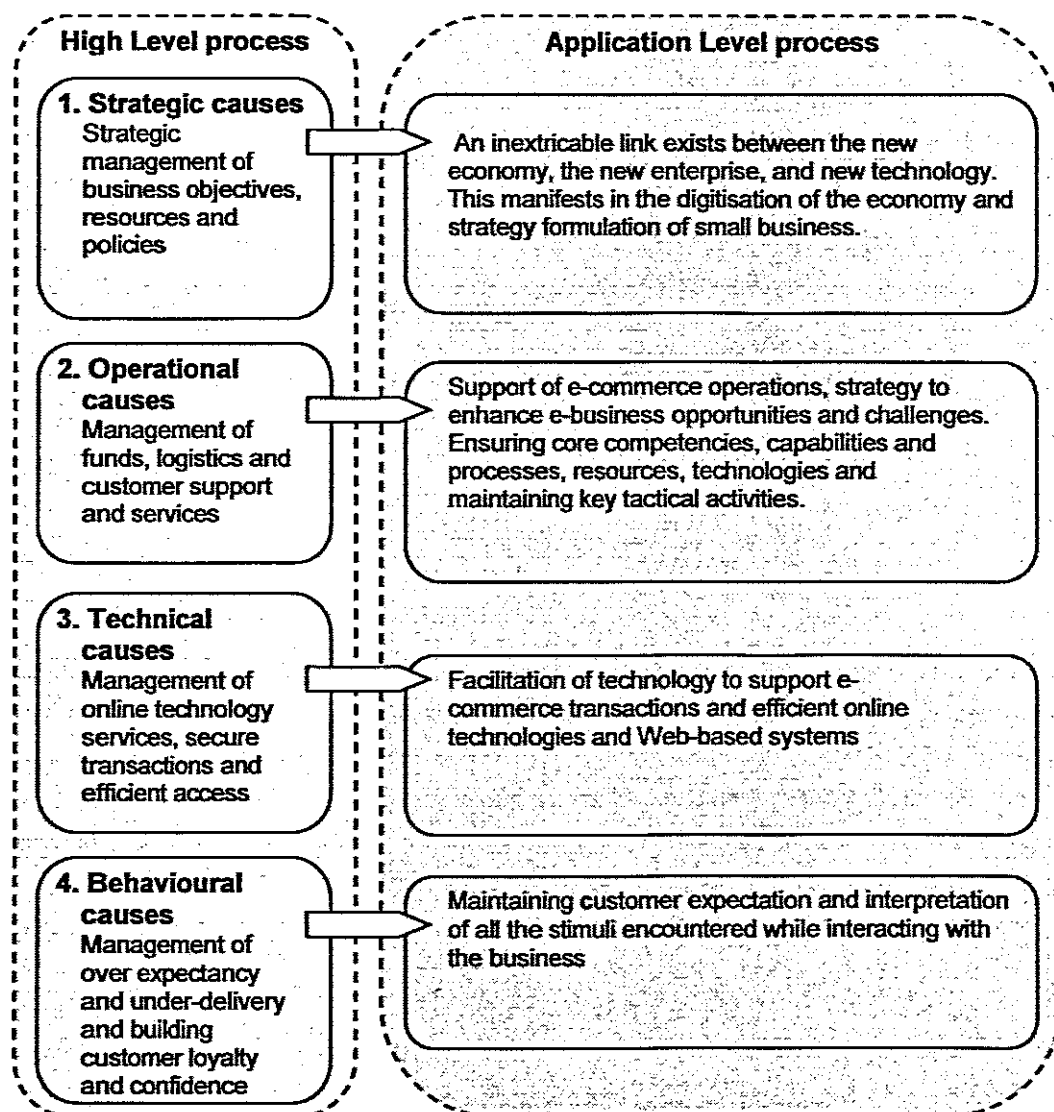 High Level process
1. Strategic causes
Strategic
management of
business objectives,
resources and
policies
2. Operational
causes
Management of
funds, logistics and
customer support
and services
3. Technical
causes
Management of
online technology
services, secure
transactions and
efficient access
4. Behavioural
causes
Management of
over expectancy
and under-delivery
and building
customer loyalty
and confidence
Application Level process
An inextricable link exists between the new
economy, the new enterprise, and new technology.
This manifests in the digitisation of the economy and
strategy formulation of small business.
Support of e-commerce operations, strategy to
enhance e-business opportunities and challenges.
Ensuring core competencies, capabilities and
processes, resources, technologies and
maintaining key tactical activities.
Facilitation of technology to support e-
commerce transactions and efficient online
technologies and Web-based systems
Maintaining customer expectation and interpretation
of all the stimuli encountered while interacting with
the business